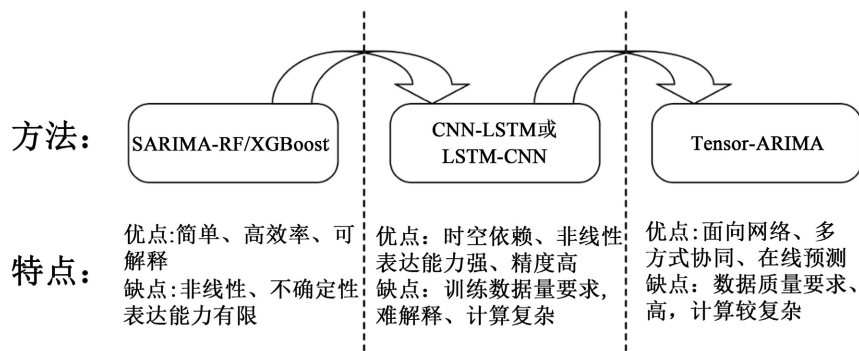 方法：
SARIMA-RF/XGBoost
CNN-LSTM或
LSTM-CNN
Tensor-ARIMA
特点：
优点:简单、高效率、可
解释
缺点:非线性、不确定性
表达能力有限
优点：时空依赖、非线性
表达能力强、精度高
缺点：训练数据量要求,
难解释、计算复杂
优点：面向网络、多
方式协同、在线预测
缺点：数据质量要求、
高，计算较复杂